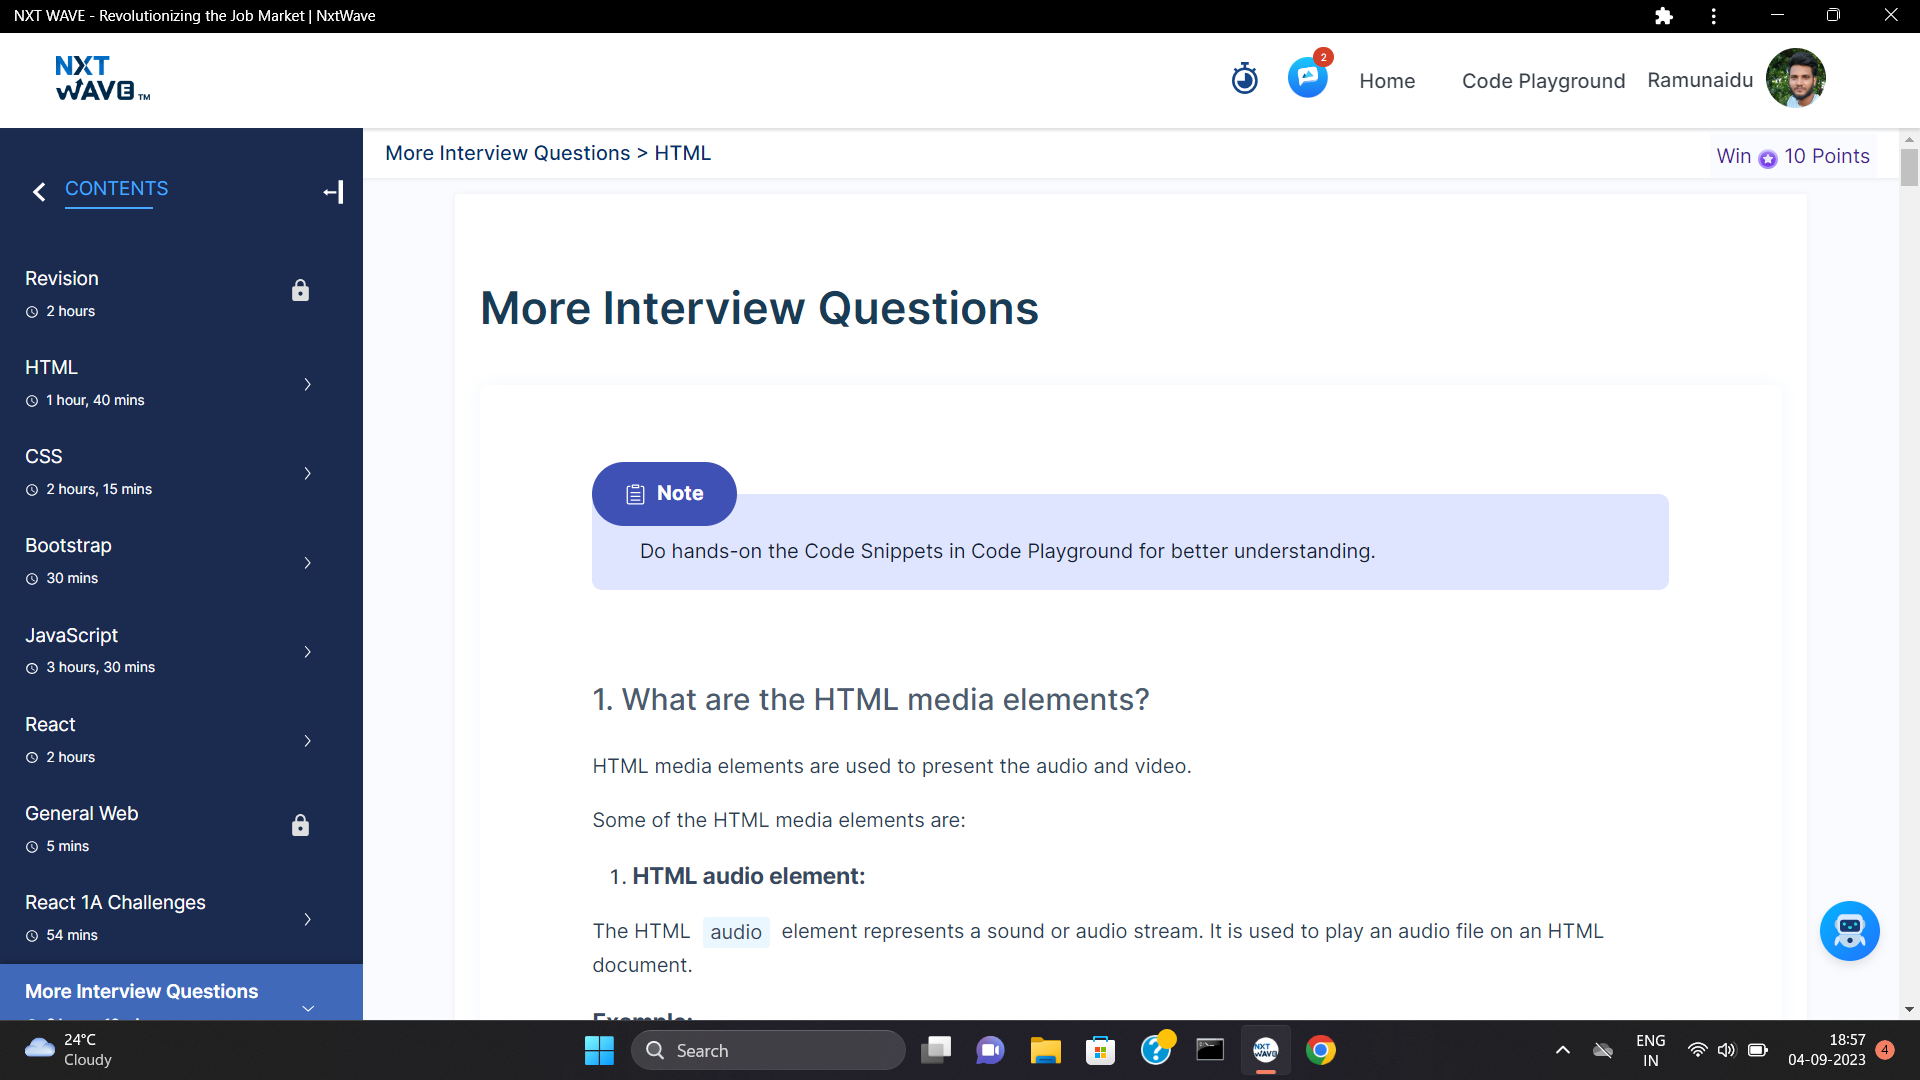 NXT WAVE - Revolutionizing the Job Market | NxtWave
NXT
WAVE TM
2
Home
Code Playground
Ramunaidu
CONTENTS
Revision
2 hours
HTML
1 hour, 40 mins
CSS
2 hours, 15 mins
Bootstrap
30 mins
JavaScript
3 hours, 30 mins
React
2 hours
General Web
5 mins
React 1A Challenges
54 mins
More Interview Questions
More Interview Questions > HTML
Win 10 Points
More Interview Questions
Note
Do hands-on the Code Snippets in Code Playground for better understanding.
1. What are the HTML media elements?
HTML media elements are used to present the audio and video.
Some of the HTML media elements are:
1. HTML audio element:
The HTML audio element represents a sound or audio stream. It is used to play an audio file on an HTML
document.
Example:
24°C
Cloudy
Search
NXT
WAVE
ENG
IN
18:57
04-09-2023
4